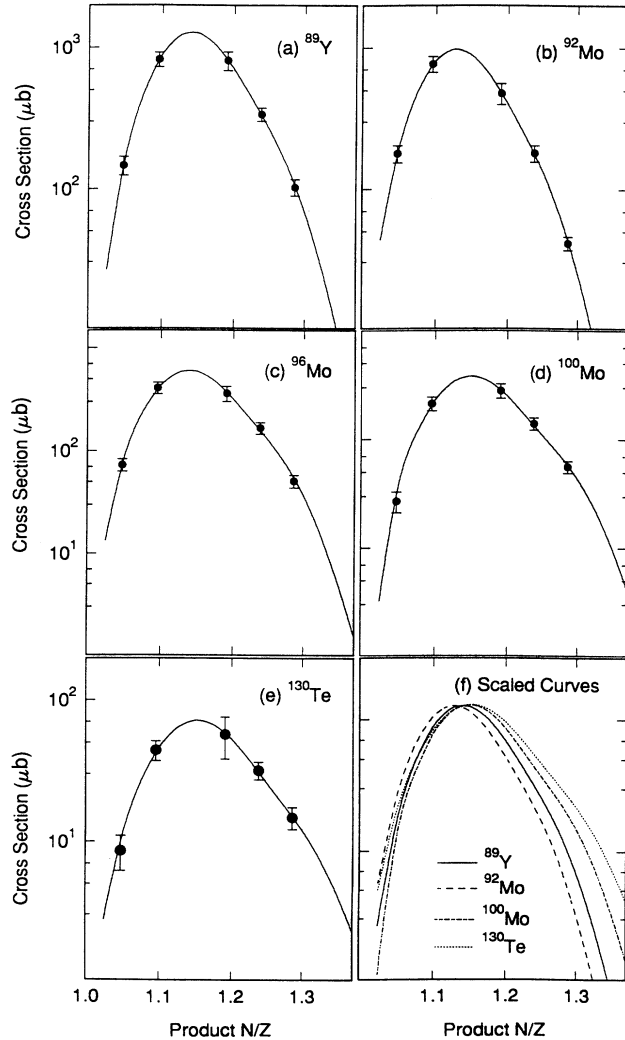 (a) ⁸⁹Y
10³
10²
Cross Section (μb)
(b) ⁹²Mo
(c) ⁹⁶Mo
10²
10¹
Cross Section (μb)
(d) ¹⁰⁰Mo
(e) ¹³⁰Te
10²
10¹
Cross Section (μb)
1.0 1.1 1.2 1.3
Product N/Z
(f) Scaled Curves
⁸⁹Y
⁹²Mo
¹⁰⁰Mo
¹³⁰Te
1.1 1.2 1.3
Product N/Z